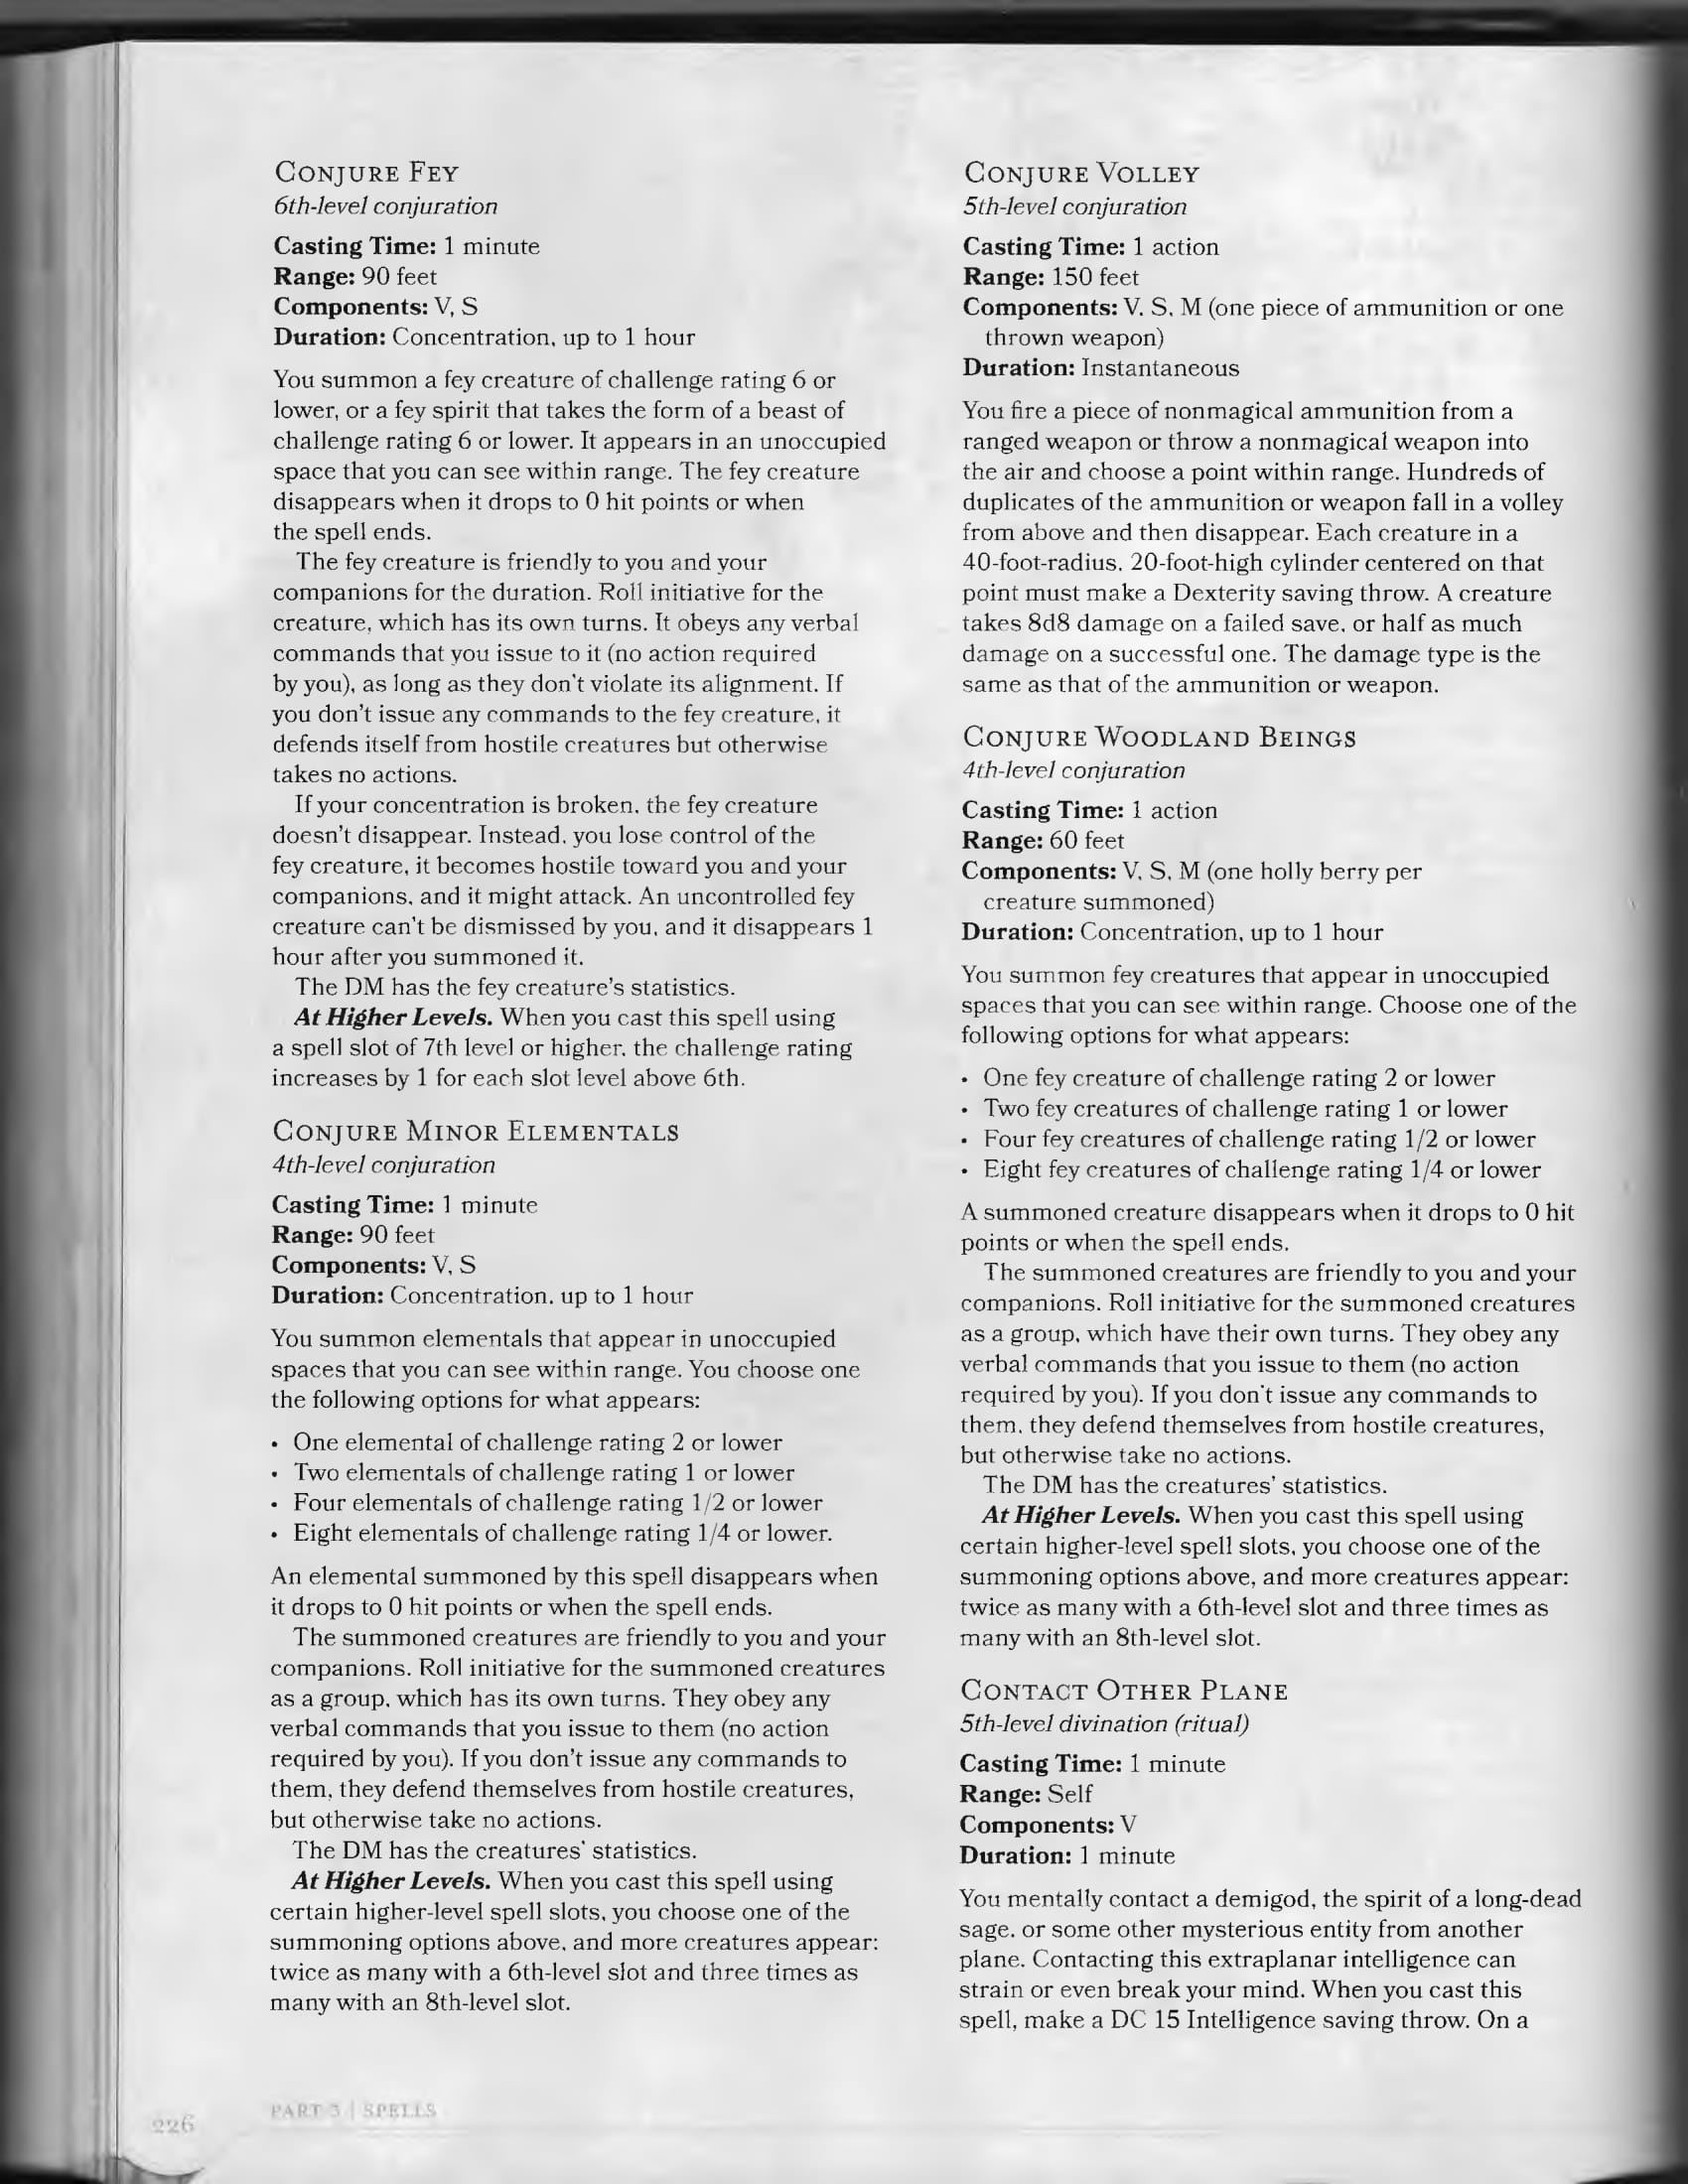 CONJURE FEY
6th-level conjuration
Casting Time: 1 minute
Range: 90 feet
Components: V, S
Duration: Concentration, up to 1 hour
You summon a fey creature of challenge rating 6 or
lower, or a fey spirit that takes the form of a beast of
challenge rating 6 or lower. It appears in an unoccupied
space that you can see within range. The fey creature
disappears when it drops to 0 hit points or when
the spell ends.
The fey creature is friendly to you and your
companions for the duration. Roll initiative for the
creature, which has its own turns. It obeys any verbal
commands that you issue to it (no action required
by you), as long as they don't violate its alignment. If
you don't issue any commands to the fey creature, it
defends itself from hostile creatures but otherwise
takes no actions.
If your concentration is broken, the fey creature
doesn't disappear. Instead, you lose control of the
fey creature, it becomes hostile toward you and your
companions, and it might attack. An uncontrolled fey
creature can't be dismissed by you, and it disappears 1
hour after you summoned it.
The DM has the fey creature's statistics.
At Higher Levels. When you cast this spell using
a spell slot of 7th level or higher, the challenge rating
increases by 1 for each slot level above 6th.
CONJURE MINOR ELEMENTALS
4th-level conjuration
Casting Time: 1 minute
Range: 90 feet
Components: V, S
Duration: Concentration, up to 1 hour
You summon elementals that appear in unoccupied
spaces that you can see within range. You choose one
the following options for what appears:
• One elemental of challenge rating 2 or lower
• Two elementals of challenge rating 1 or lower
• Four elementals of challenge rating 1/2 or lower
• Eight elementals of challenge rating 1/4 or lower.
An elemental summoned by this spell disappears when
it drops to 0 hit points or when the spell ends.
The summoned creatures are friendly to you and your
companions. Roll initiative for the summoned creatures
as a group, which has its own turns. They obey any
verbal commands that you issue to them (no action
required by you). If you don't issue any commands to
them, they defend themselves from hostile creatures,
but otherwise take no actions.
The DM has the creatures' statistics.
At Higher Levels. When you cast this spell using
certain higher-level spell slots, you choose one of the
summoning options above, and more creatures appear:
twice as many with a 6th-level slot and three times as
many with an 8th-level slot.
CONJURE VOLLEY
5th-level conjuration
Casting Time: 1 action
Range: 150 feet
Components: V, S, M (one piece of ammunition or one
thrown weapon)
Duration: Instantaneous
You fire a piece of nonmagical ammunition from a
ranged weapon or throw a nonmagical weapon into
the air and choose a point within range. Hundreds of
duplicates of the ammunition or weapon fall in a volley
from above and then disappear. Each creature in a
40-foot-radius, 20-foot-high cylinder centered on that
point must make a Dexterity saving throw. A creature
takes 8d8 damage on a failed save, or half as much
damage on a successful one. The damage type is the
same as that of the ammunition or weapon.
CONJURE WOODLAND BEINGS
4th-level conjuration
Casting Time: 1 action
Range: 60 feet
Components: V, S, M (one holly berry per
creature summoned)
Duration: Concentration, up to 1 hour
You summon fey creatures that appear in unoccupied
spaces that you can see within range. Choose one of the
following options for what appears:
• One fey creature of challenge rating 2 or lower
• Two fey creatures of challenge rating 1 or lower
• Four fey creatures of challenge rating 1/2 or lower
• Eight fey creatures of challenge rating 1/4 or lower
A summoned creature disappears when it drops to 0 hit
points or when the spell ends.
The summoned creatures are friendly to you and your
companions. Roll initiative for the summoned creatures
as a group, which have their own turns. They obey any
verbal commands that you issue to them (no action
required by you). If you don't issue any commands to
them, they defend themselves from hostile creatures,
but otherwise take no actions.
The DM has the creatures' statistics.
At Higher Levels. When you cast this spell using
certain higher-level spell slots, you choose one of the
summoning options above, and more creatures appear:
twice as many with a 6th-level slot and three times as
many with an 8th-level slot.
CONTACT OTHER PLANE
5th-level divination (ritual)
Casting Time: 1 minute
Range: Self
Components: V
Duration: 1 minute
You mentally contact a demigod, the spirit of a long-dead
sage, or some other mysterious entity from another
plane. Contacting this extraplanar intelligence can
strain or even break your mind. When you cast this
spell, make a DC 15 Intelligence saving throw. On a
PART 3 | SPELLS
226